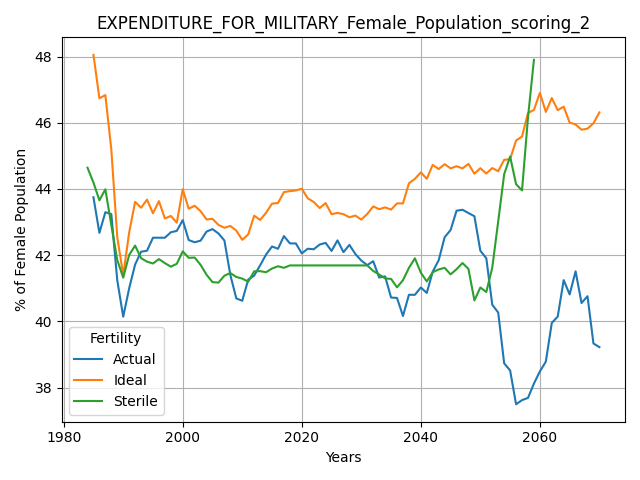 EXPENDITURE_FOR_MILITARY_Female_Population_scoring_2
% of Female Population
48
46
44
42
40
38
Fertility
Actual
Ideal
Sterile
1980
2000
2020
2040
2060
Years